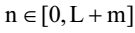 n ∈ [0, L + m]